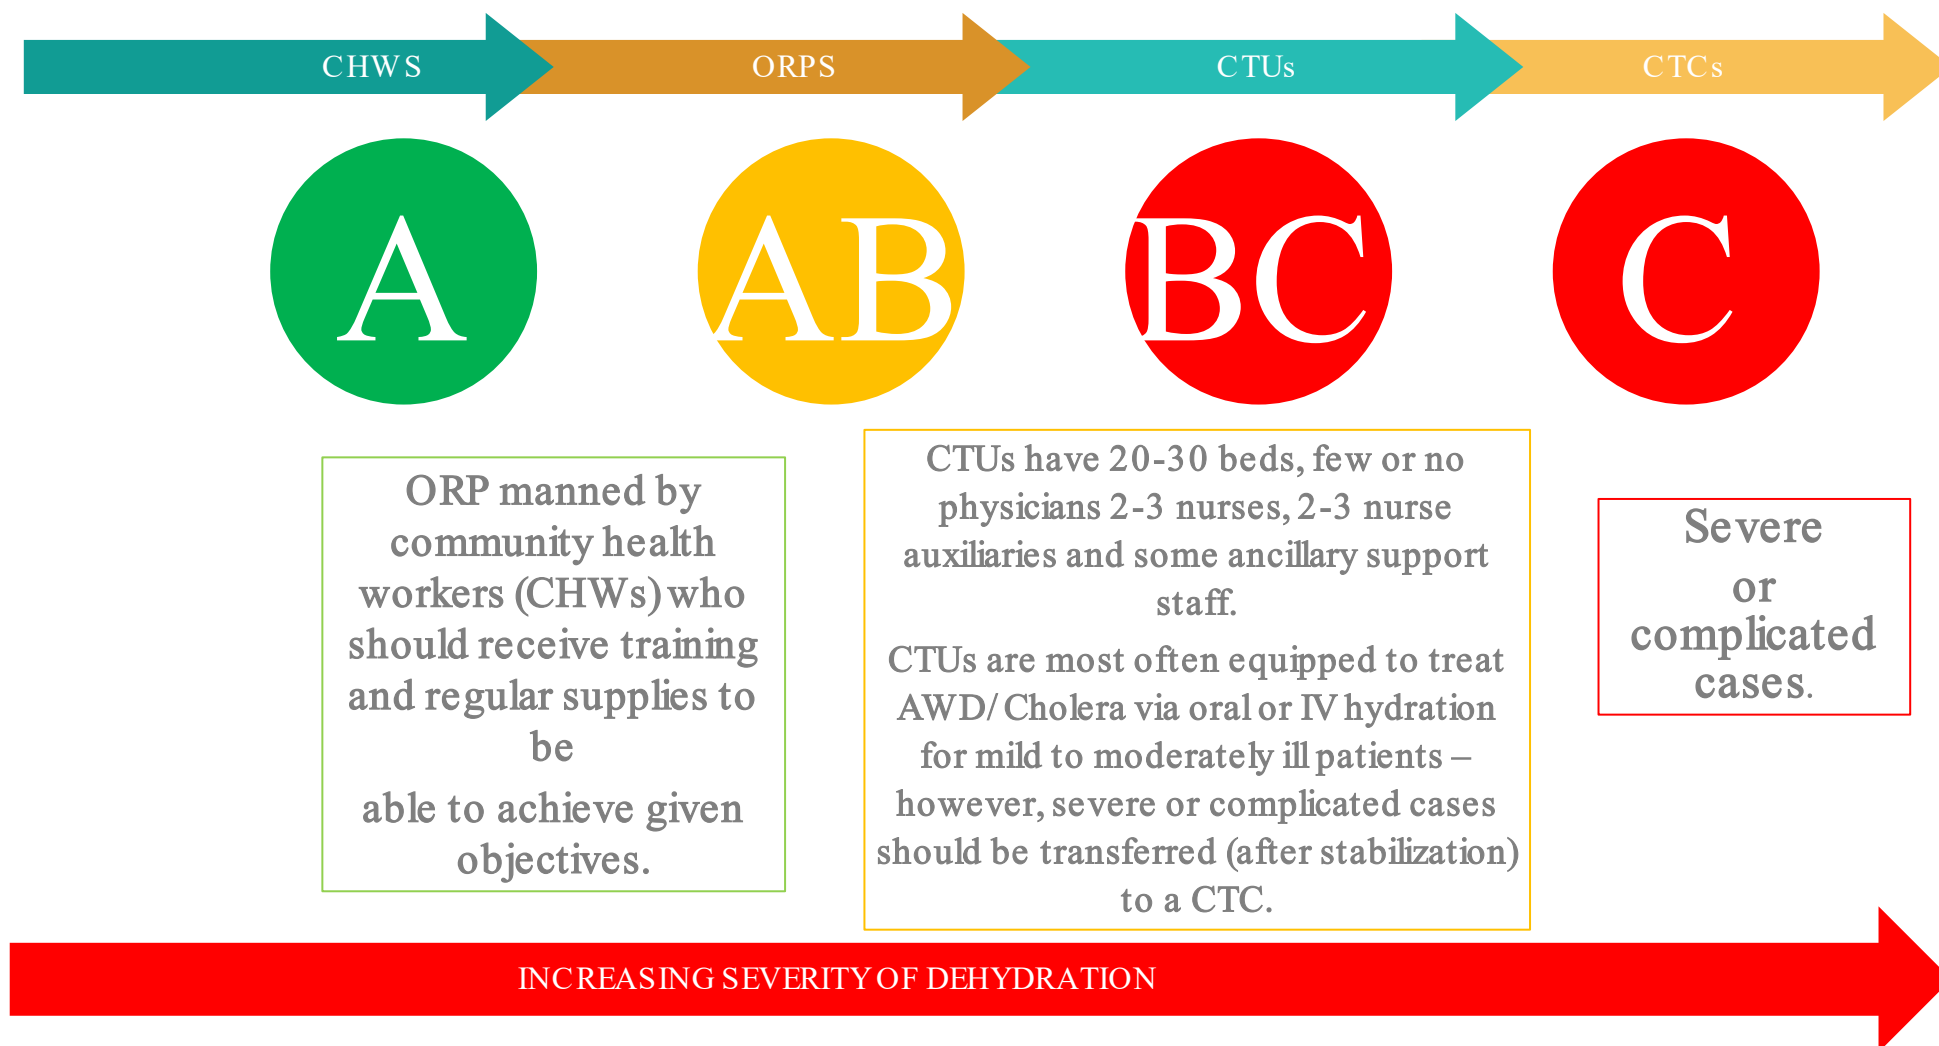 CHWS
ORPS
CTUs
CTCs
A
AB
BC
C
ORP manned by
community health
workers (CHWs) who
should receive training
and regular supplies to
be
able to achieve given
objectives.
CTUs have 20-30 beds, few or no
physicians 2-3 nurses, 2-3 nurse
auxiliaries and some ancillary support
staff.
CTUs are most often equipped to treat
AWD/ Cholera via oral or IV hydration
for mild to moderately ill patients –
however, severe or complicated cases
should be transferred (after stabilization)
to a CTC.
Severe
or
complicated
cases.
INCREASING SEVERITY OF DEHYDRATION